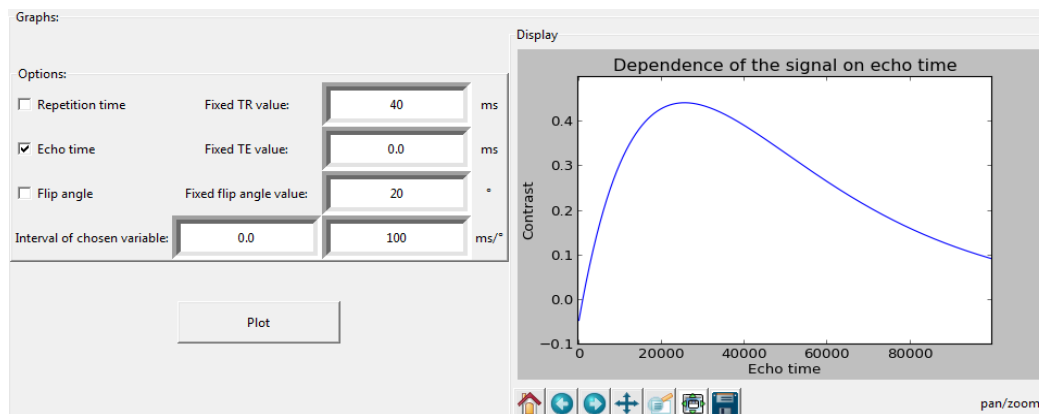 Graphs:
Options:
Repetition time Fixed TR value: 40 ms
Echo time Fixed TE value: 0.0 ms
Flip angle Fixed flip angle value: 20 °
Interval of chosen variable: 0.0 100 ms/°
Plot
Display
Dependence of the signal on echo time
Contrast
0.4
0.3
0.2
0.1
0.0
−0.1
0 20000 40000 60000 80000
Echo time
pan/zoom